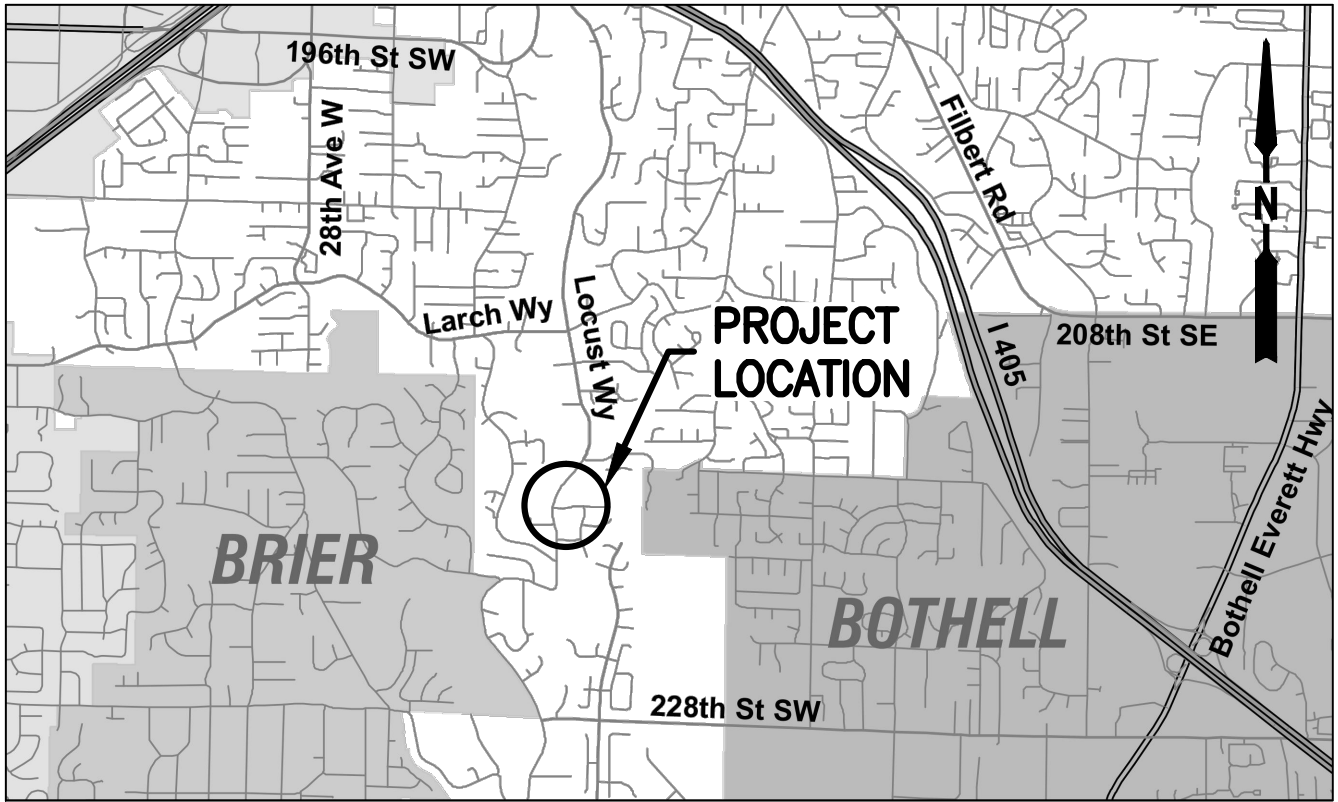 196th St SW
28th Ave W
Filbert Rd
N
Larch Wy
Locust Wy
PROJECT
LOCATION
I 405
208th St SE
Bothell Everett Hwy
BRIER
BOTHELL
228th St SW